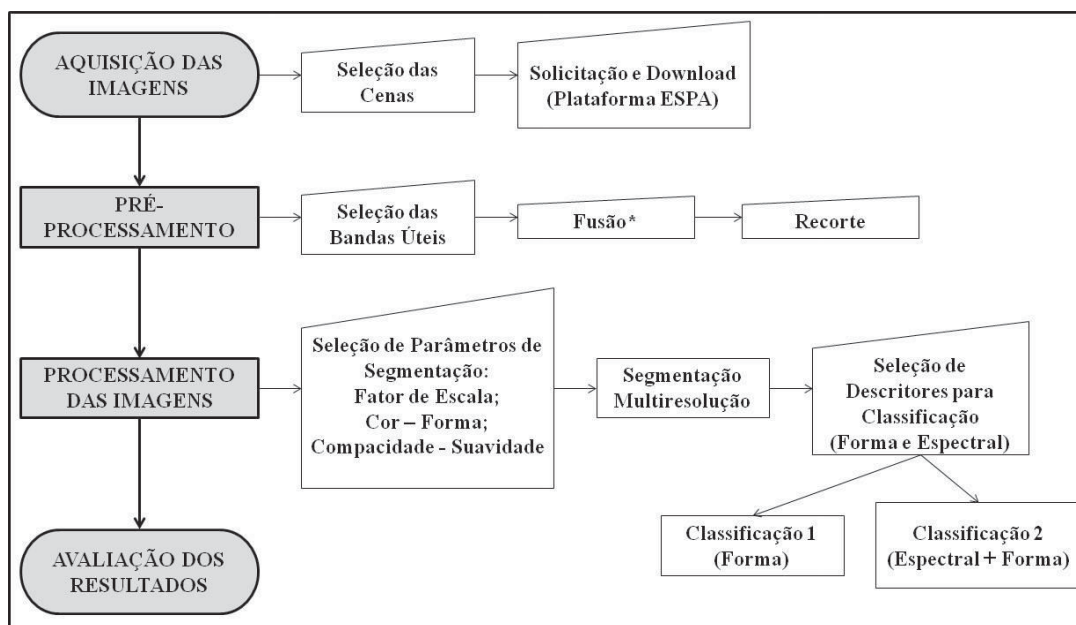 AQUISIÇÃO DAS
IMAGENS
Seleção das
Cenas
Solicitação e Download
(Plataforma ESPA)
PRÉ-
PROCESSAMENTO
Seleção das
Bandas Úteis
Fusão*
Recorte
PROCESSAMENTO
DAS IMAGENS
Seleção de Parâmetros de
Segmentação:
Fator de Escala;
Cor – Forma;
Compacidade - Suavidade
Segmentação
Multiresolução
Seleção de
Descritores para
Classificação
(Forma e Espectral)
Classificação 1
(Forma)
Classificação 2
(Espectral + Forma)
AVALIAÇÃO DOS
RESULTADOS